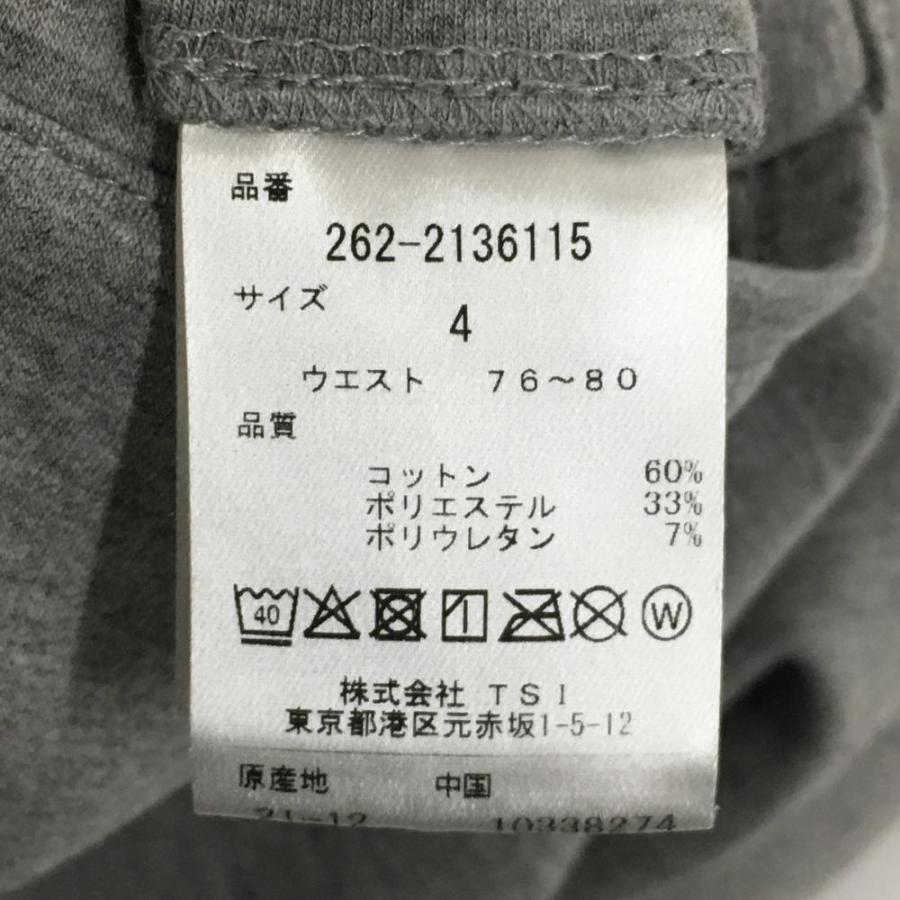 品番
262-2136115
サイズ
4
ウエスト 76～80
品質
コットン 60%
ポリエステル 33%
ポリウレタン 7%
40 W
株式会社 TSI
東京都港区元赤坂1-5-12
原産地 中国
21-12 10338274